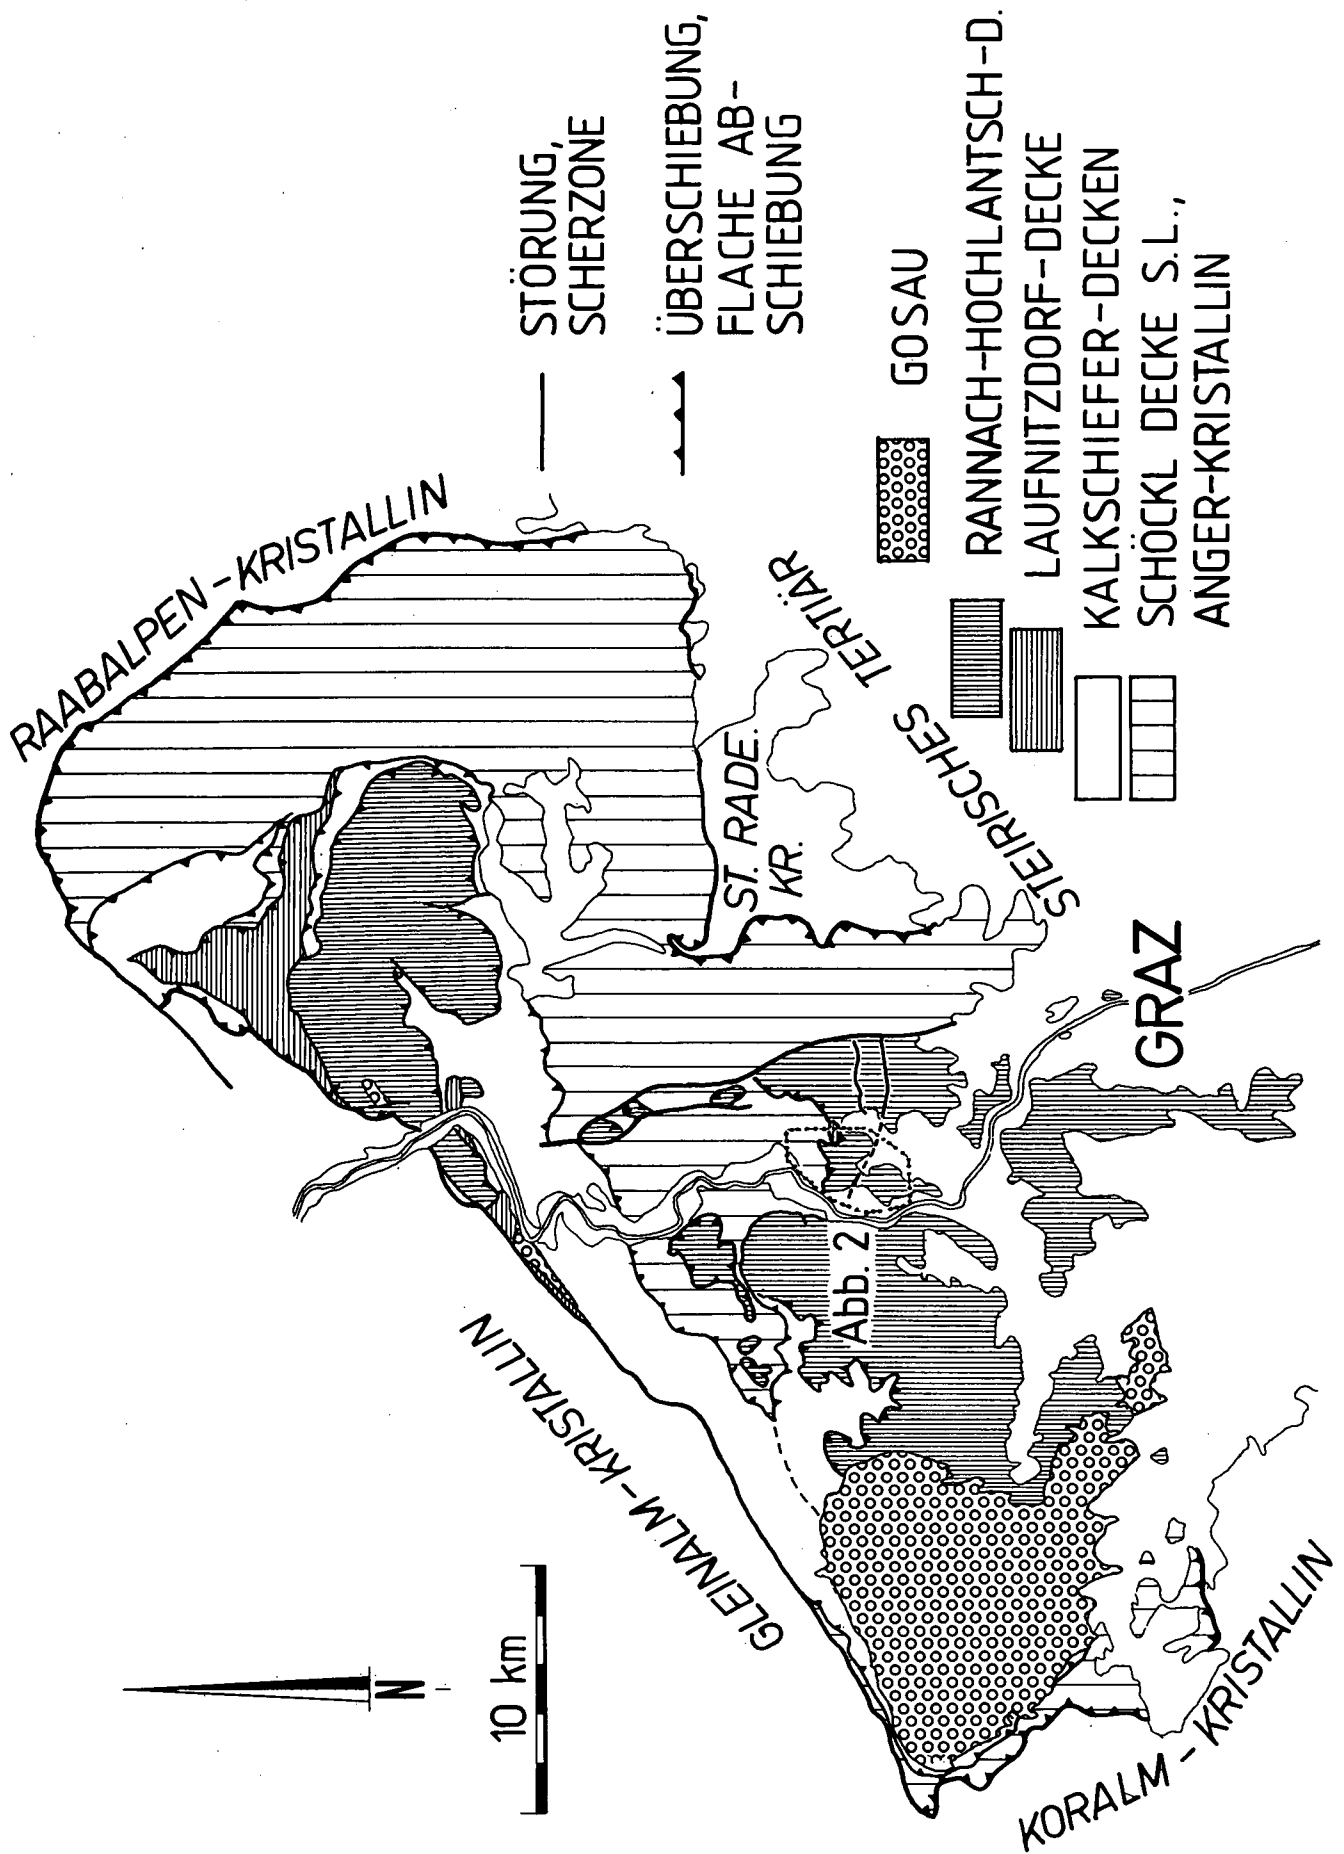 RAABALPEN-KRISTALLIN
GLEINALM-KRISTALLIN
KORALM-KRISTALLIN
ST. RADE.
KR.
STEIRISCHES TERTIÄR
GRAZ
Abb. 2
N
10 km
STÖRUNG,
SCHERZONE
ÜBERSCHIEBUNG,
FLACHE AB-
SCHIEBUNG
GOSAU
RANNACH-HOCHLANTSCH-D.
LAUFNITZDORF-DECKE
KALKSCHIEFER-DECKEN
SCHÖCKL DECKE S.L.,
ANGER-KRISTALLIN